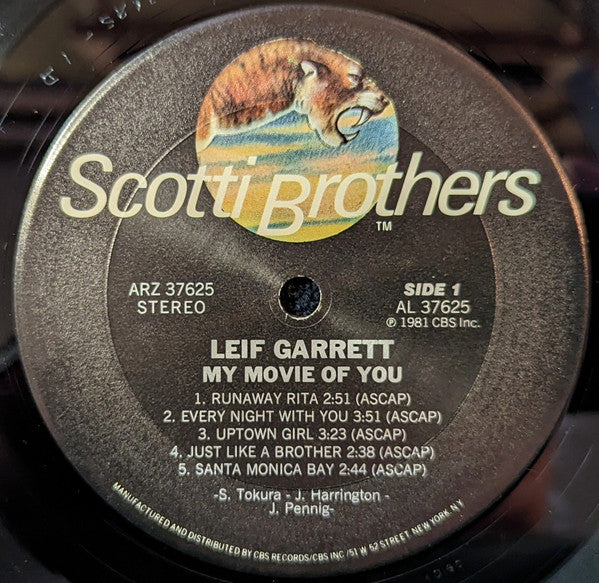 Scotti Brothers
TM
ARZ 37625
STEREO
SIDE 1
AL 37625
℗ 1981 CBS Inc.
LEIF GARRETT
MY MOVIE OF YOU
1. RUNAWAY RITA 2:51 (ASCAP)
2. EVERY NIGHT WITH YOU 3:51 (ASCAP)
3. UPTOWN GIRL 3:23 (ASCAP)
4. JUST LIKE A BROTHER 2:38 (ASCAP)
5. SANTA MONICA BAY 2:44 (ASCAP)
-S. Tokura - J. Harrington -
J. Pennig-
MANUFACTURED AND DISTRIBUTED BY CBS RECORDS/CBS INC./51 W 52 STREET, NEW YORK, N.Y.